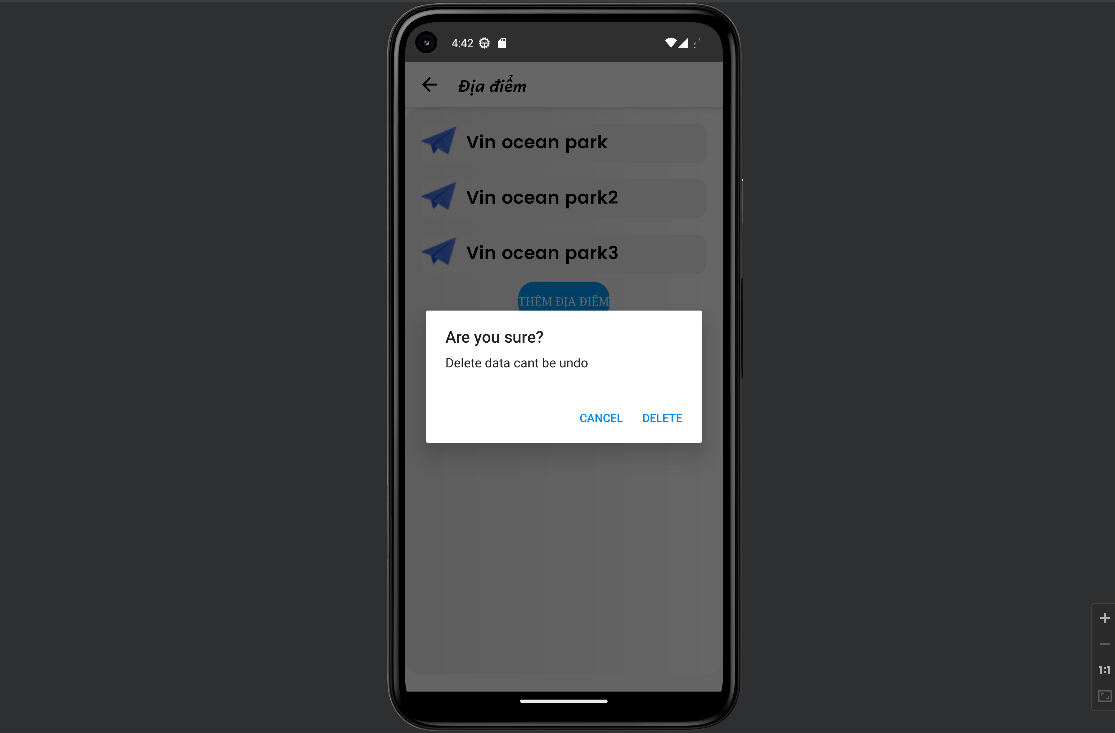 4:42
Địa điểm
Vin ocean park
Vin ocean park2
Vin ocean park3
THÊM ĐỊA ĐIỂM
Are you sure?
Delete data cant be undo
CANCEL DELETE
1:1